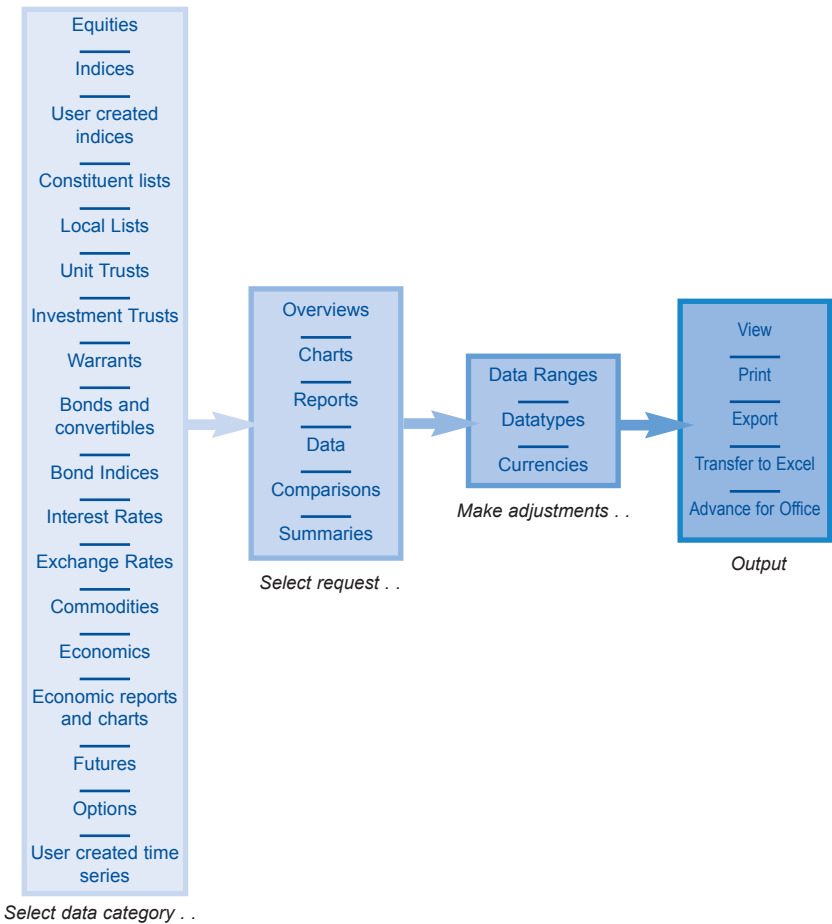 Equities
Indices
User created
indices
Constituent lists
Local Lists
Unit Trusts
Investment Trusts
Warrants
Bonds and
convertibles
Bond Indices
Interest Rates
Exchange Rates
Commodities
Economics
Economic reports
and charts
Futures
Options
User created time
series
Select data category . .
Overviews
Charts
Reports
Data
Comparisons
Summaries
Select request . .
Data Ranges
Datatypes
Currencies
Make adjustments . .
View
Print
Export
Transfer to Excel
Advance for Office
Output